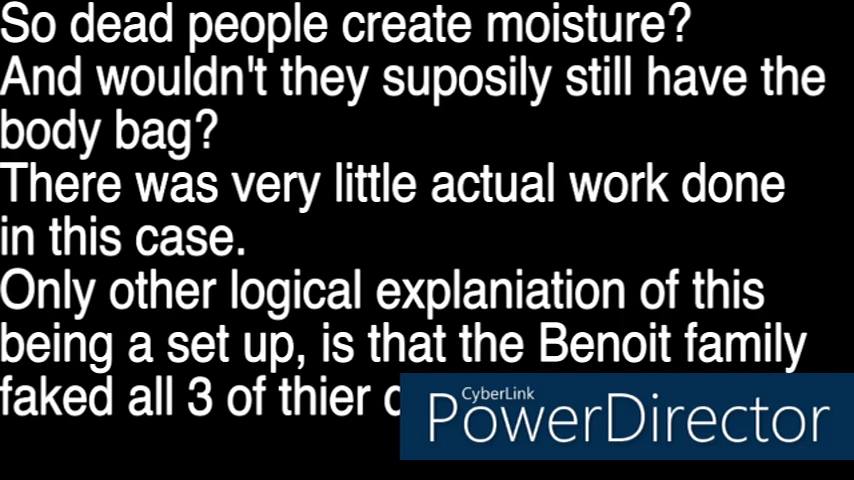 So dead people create moisture?
And wouldn't they suposily still have the
body bag?
There was very little actual work done
in this case.
Only other logical explaniation of this
being a set up, is that the Benoit family
faked all 3 of thier
CyberLink
PowerDirector